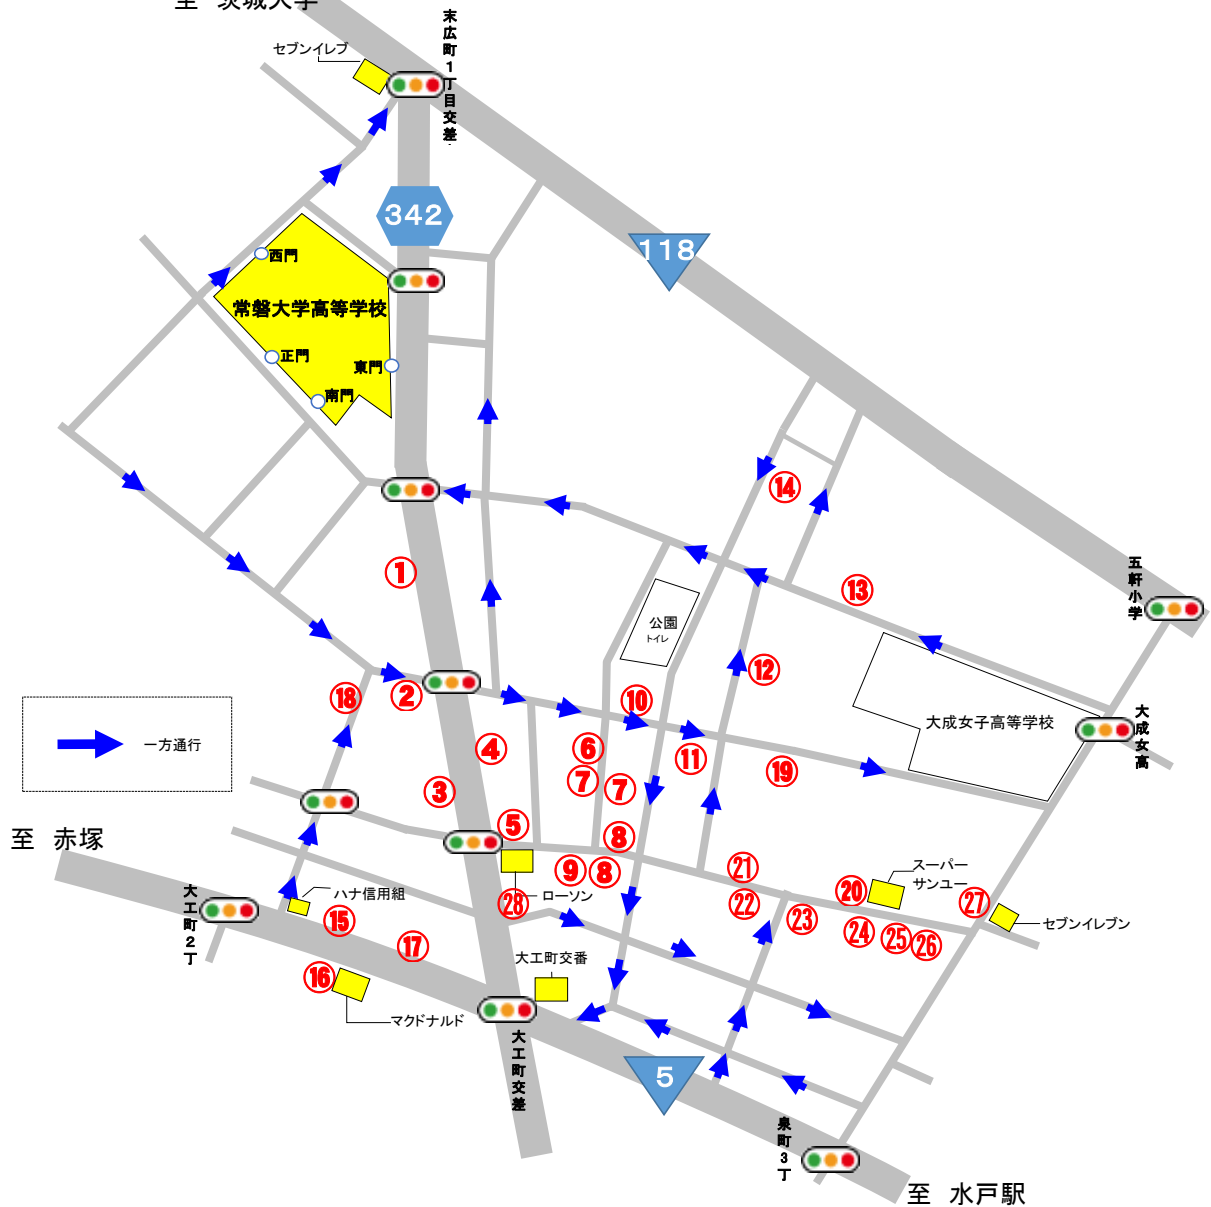 至 茨城大学
末広町1丁目交差
セブンイレブ
342
118
西門
常磐大学高等学校
正門
東門
南門
⑭
五軒小学
①
⑬
公園
トイレ
⑫
⑱
②
⑩
大成女子高等学校
大成女高
一方通行
④
⑥
⑪
⑲
⑦
⑦
③
⑤
⑧
至 赤塚
⑨
⑧
㉑
スーパー
サンユー
大工町2丁
ハナ信用組
㉘
ローソン
㉒
⑳
㉗
⑮
㉓
㉔
㉕
㉖
セブンイレブン
⑰
⑯
大工町交番
マクドナルド
大工町交差
5
泉町3丁
至 水戸駅